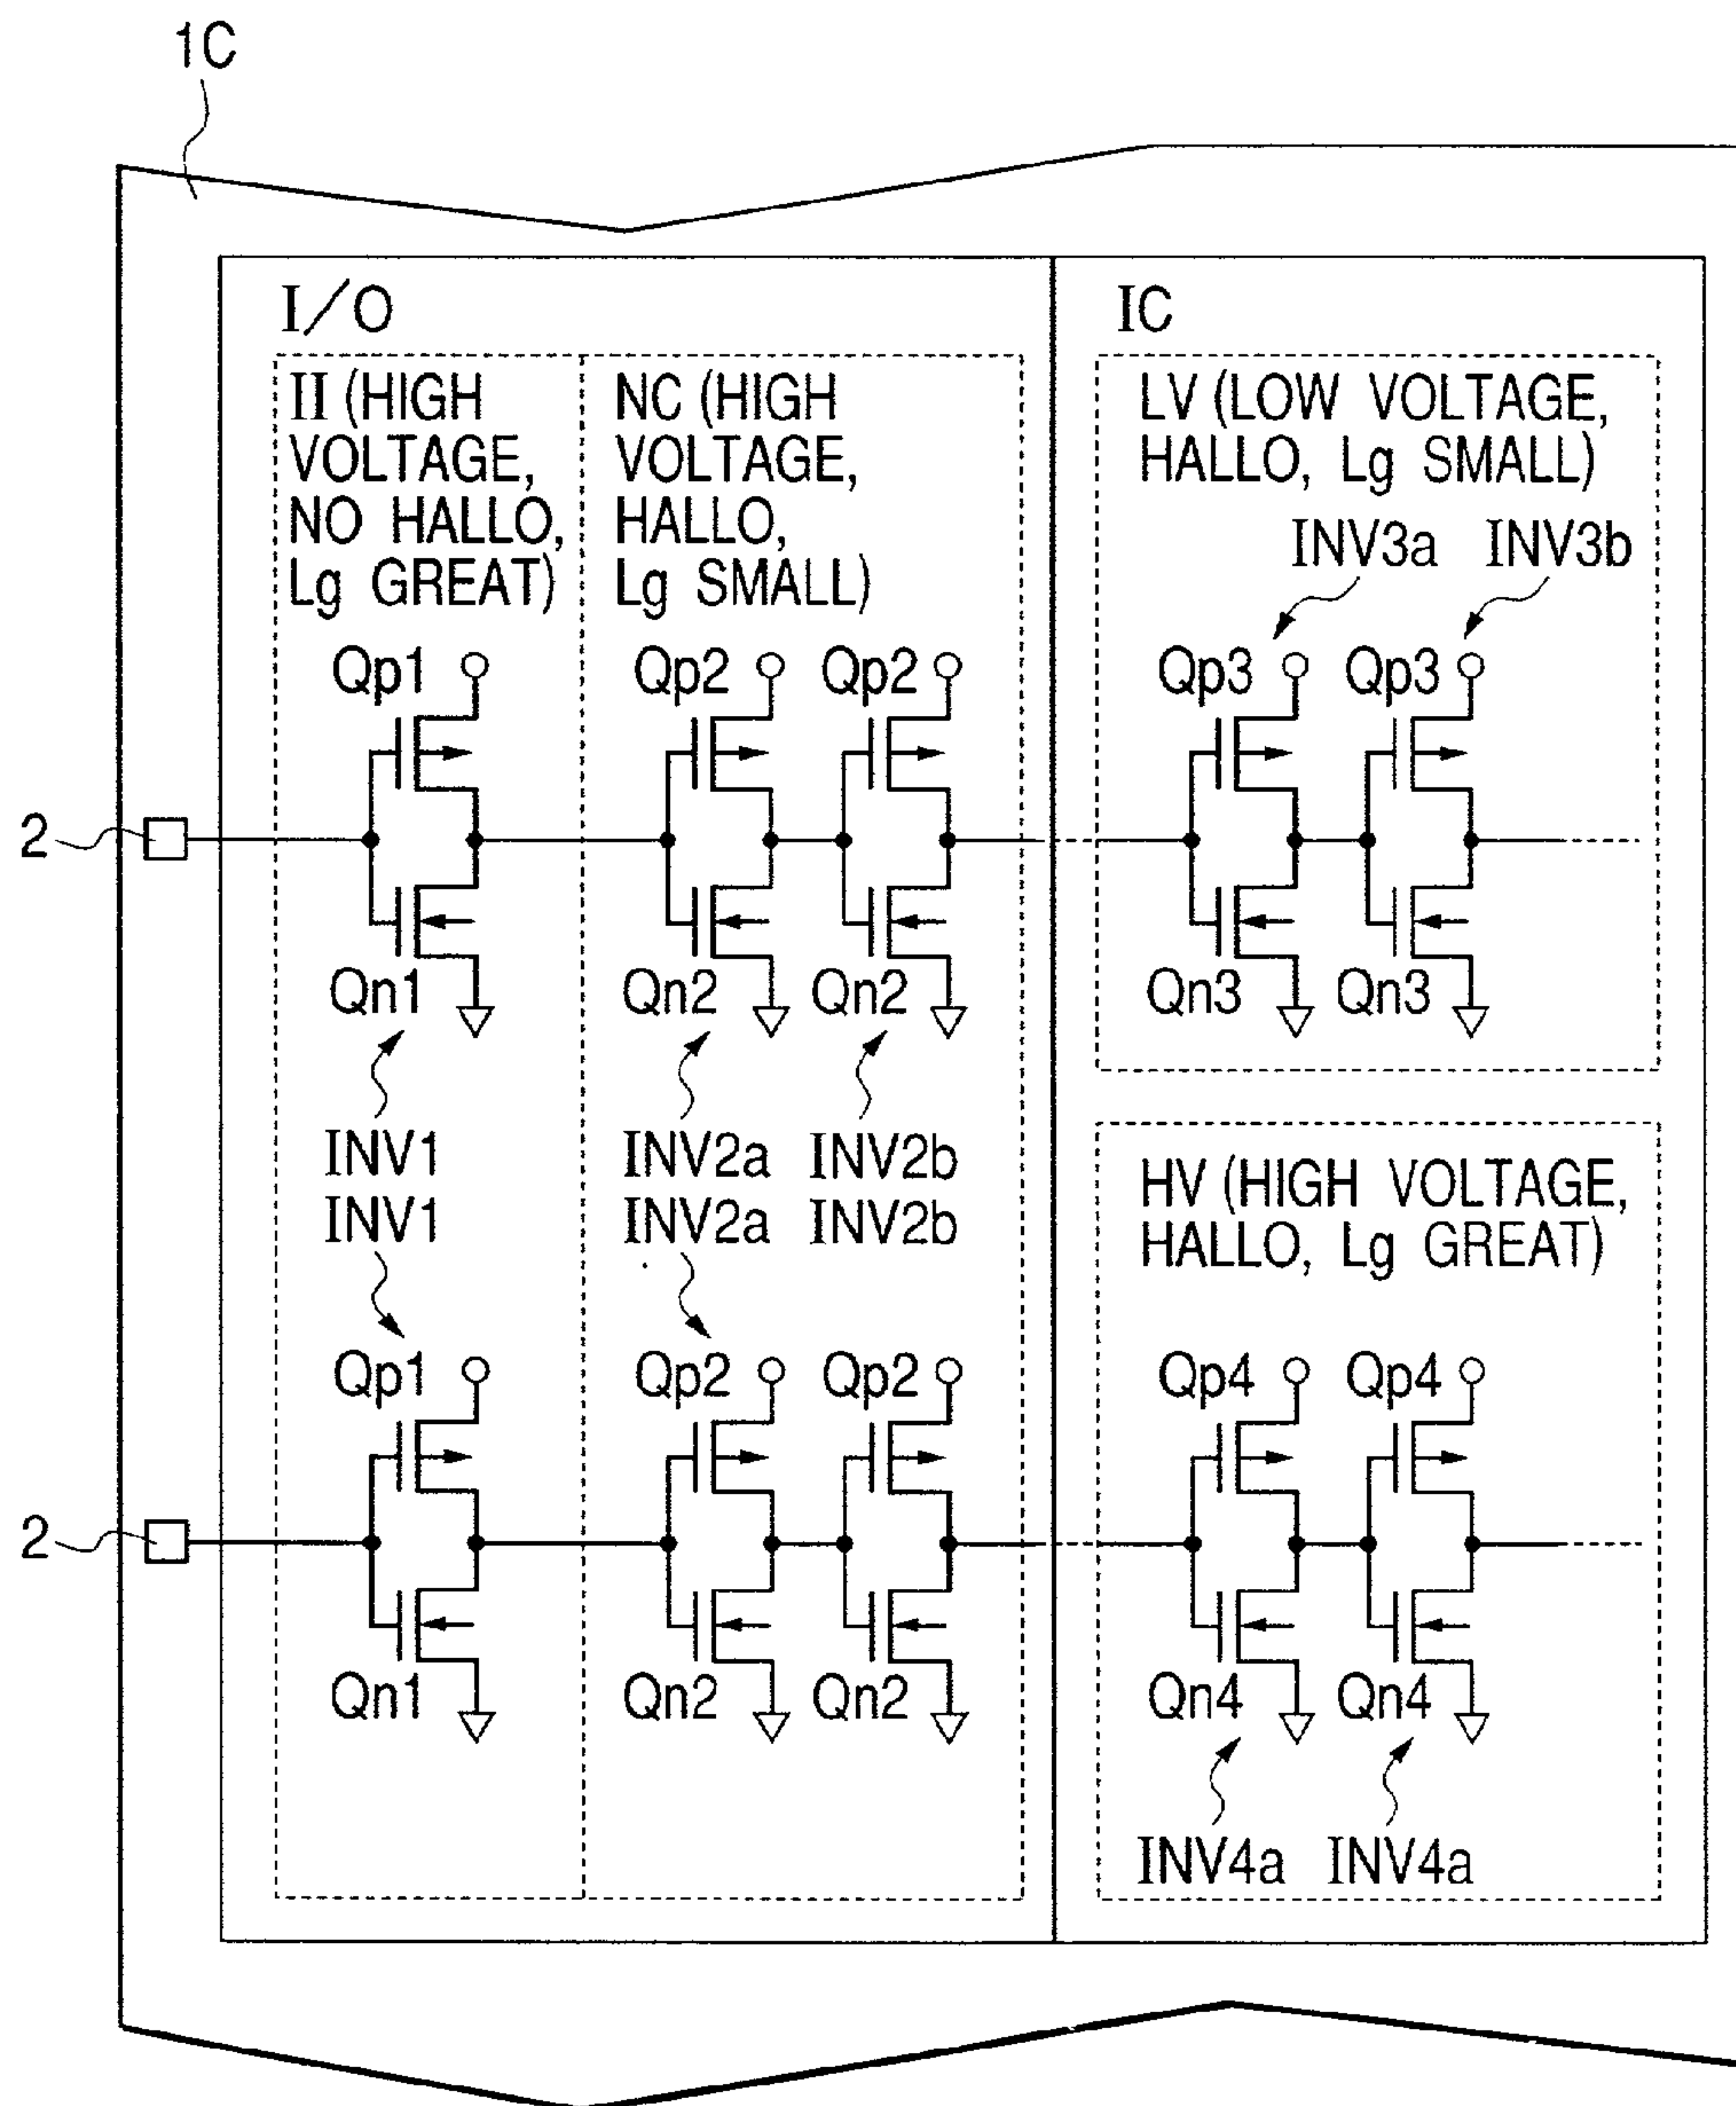 1C
I/O
IC
II (HIGH
VOLTAGE,
NO HALLO,
Lg GREAT)
NC (HIGH
VOLTAGE,
HALLO,
Lg SMALL)
LV (LOW VOLTAGE,
HALLO, Lg SMALL)
INV3a INV3b
Qp1 Qp2 Qp2 Qp3 Qp3
2
Qn1 Qn2 Qn2 Qn3 Qn3
INV1 INV2a INV2b
INV1 INV2a INV2b
HV (HIGH VOLTAGE,
HALLO, Lg GREAT)
Qp1 Qp2 Qp2 Qp4 Qp4
2
Qn1 Qn2 Qn2 Qn4 Qn4
INV4a INV4a